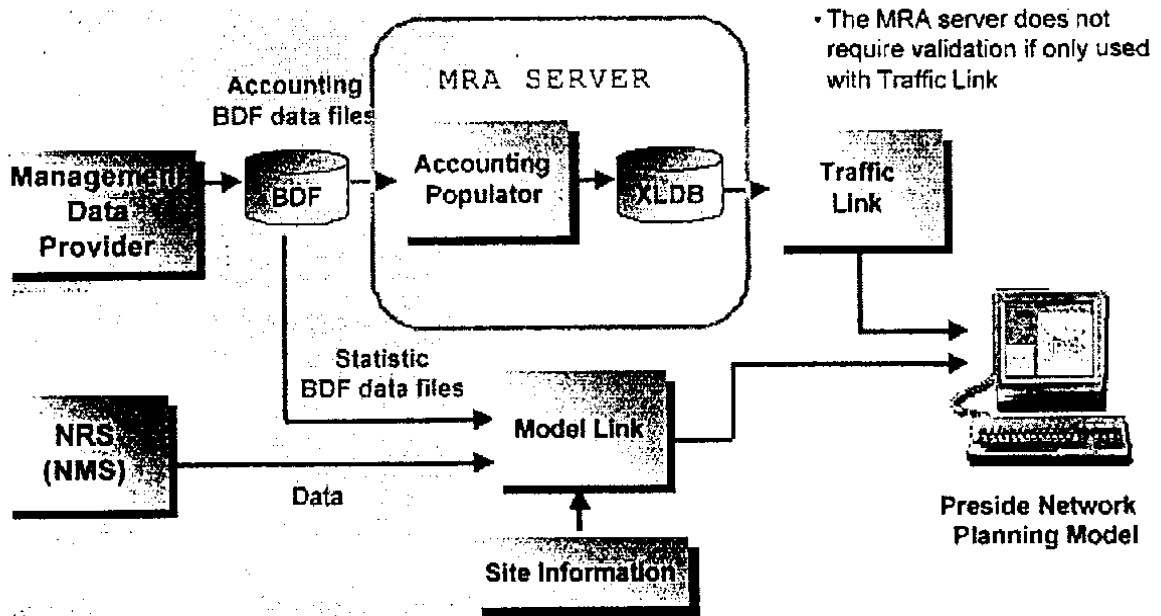 • The MRA server does not
require validation if only used
with Traffic Link
Accounting
BDF data files
MRA SERVER
Management
Data
Provider
BDF
Accounting
Populator
XLDB
Traffic
Link
Statistic
BDF data files
NRS
(NMS)
Data
Model Link
Site Information
Preside Network
Planning Model